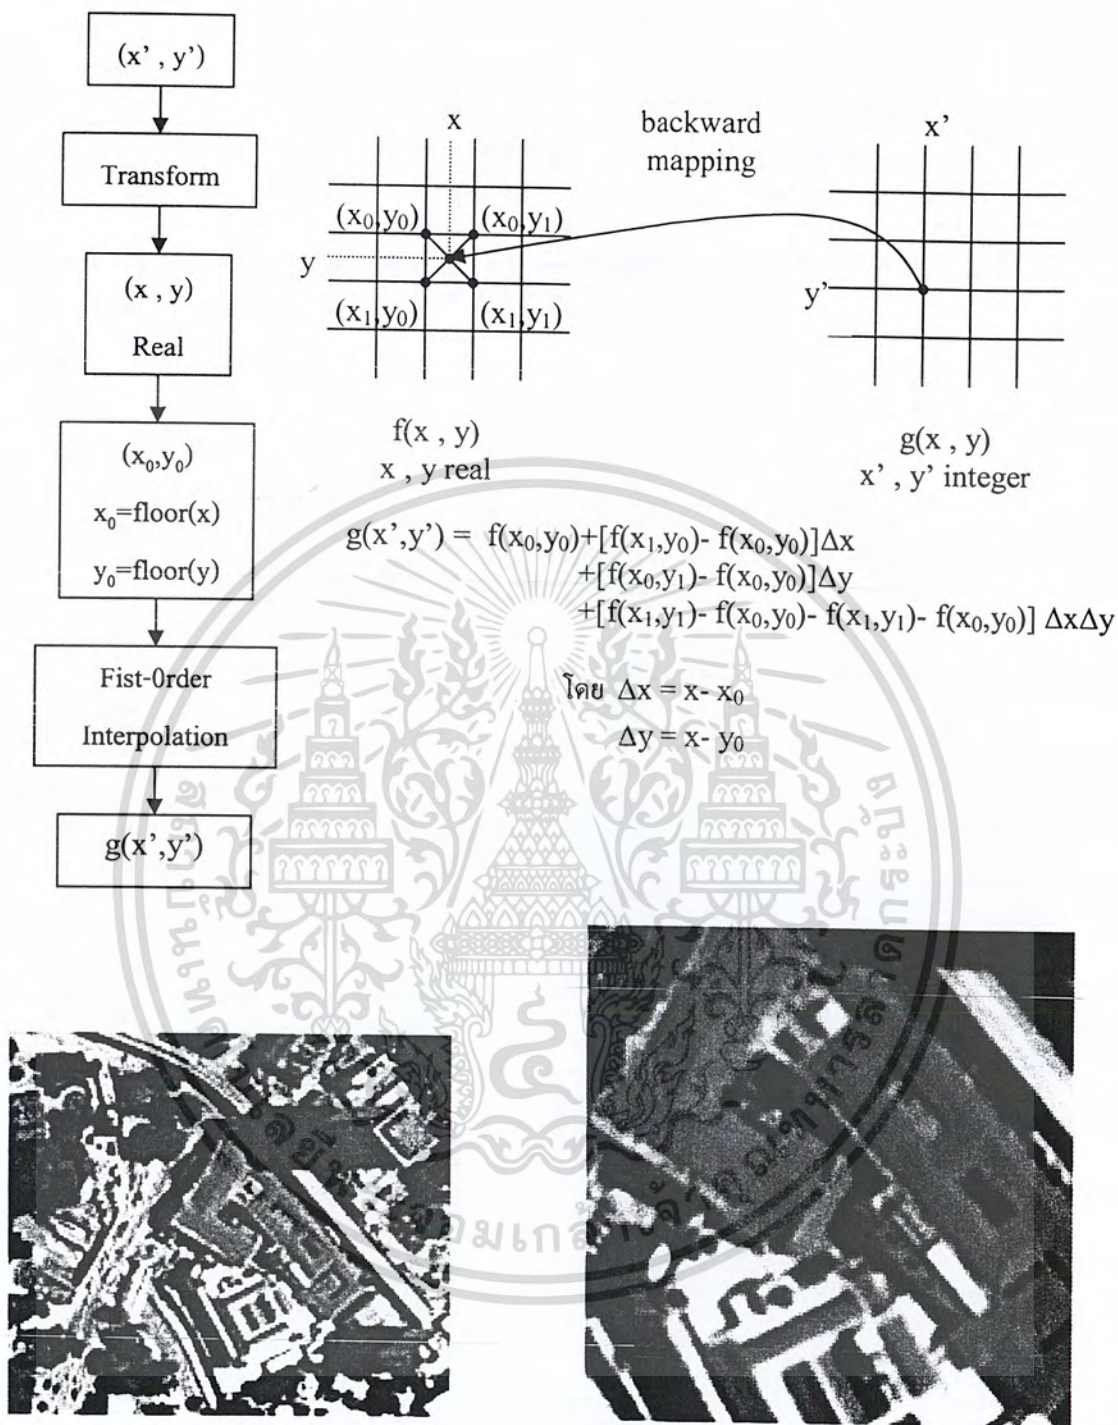 (x' , y')
Transform
(x , y)
Real
(x₀,y₀)
x₀=floor(x)
y₀=floor(y)
Fist-0rder
Interpolation
g(x',y')
x
backward
mapping
x'
(x₀,y₀) (x₀,y₁)
y
y'
(x₁,y₀) (x₁,y₁)
f(x , y)
x , y real
g(x , y)
x' , y' integer
g(x',y') = f(x₀,y₀)+[f(x₁,y₀)- f(x₀,y₀)]Δx
+[f(x₀,y₁)- f(x₀,y₀)]Δy
+[f(x₁,y₁)- f(x₀,y₀)- f(x₁,y₁)- f(x₀,y₀)] ΔxΔy
โดย Δx = x- x₀
Δy = x- y₀